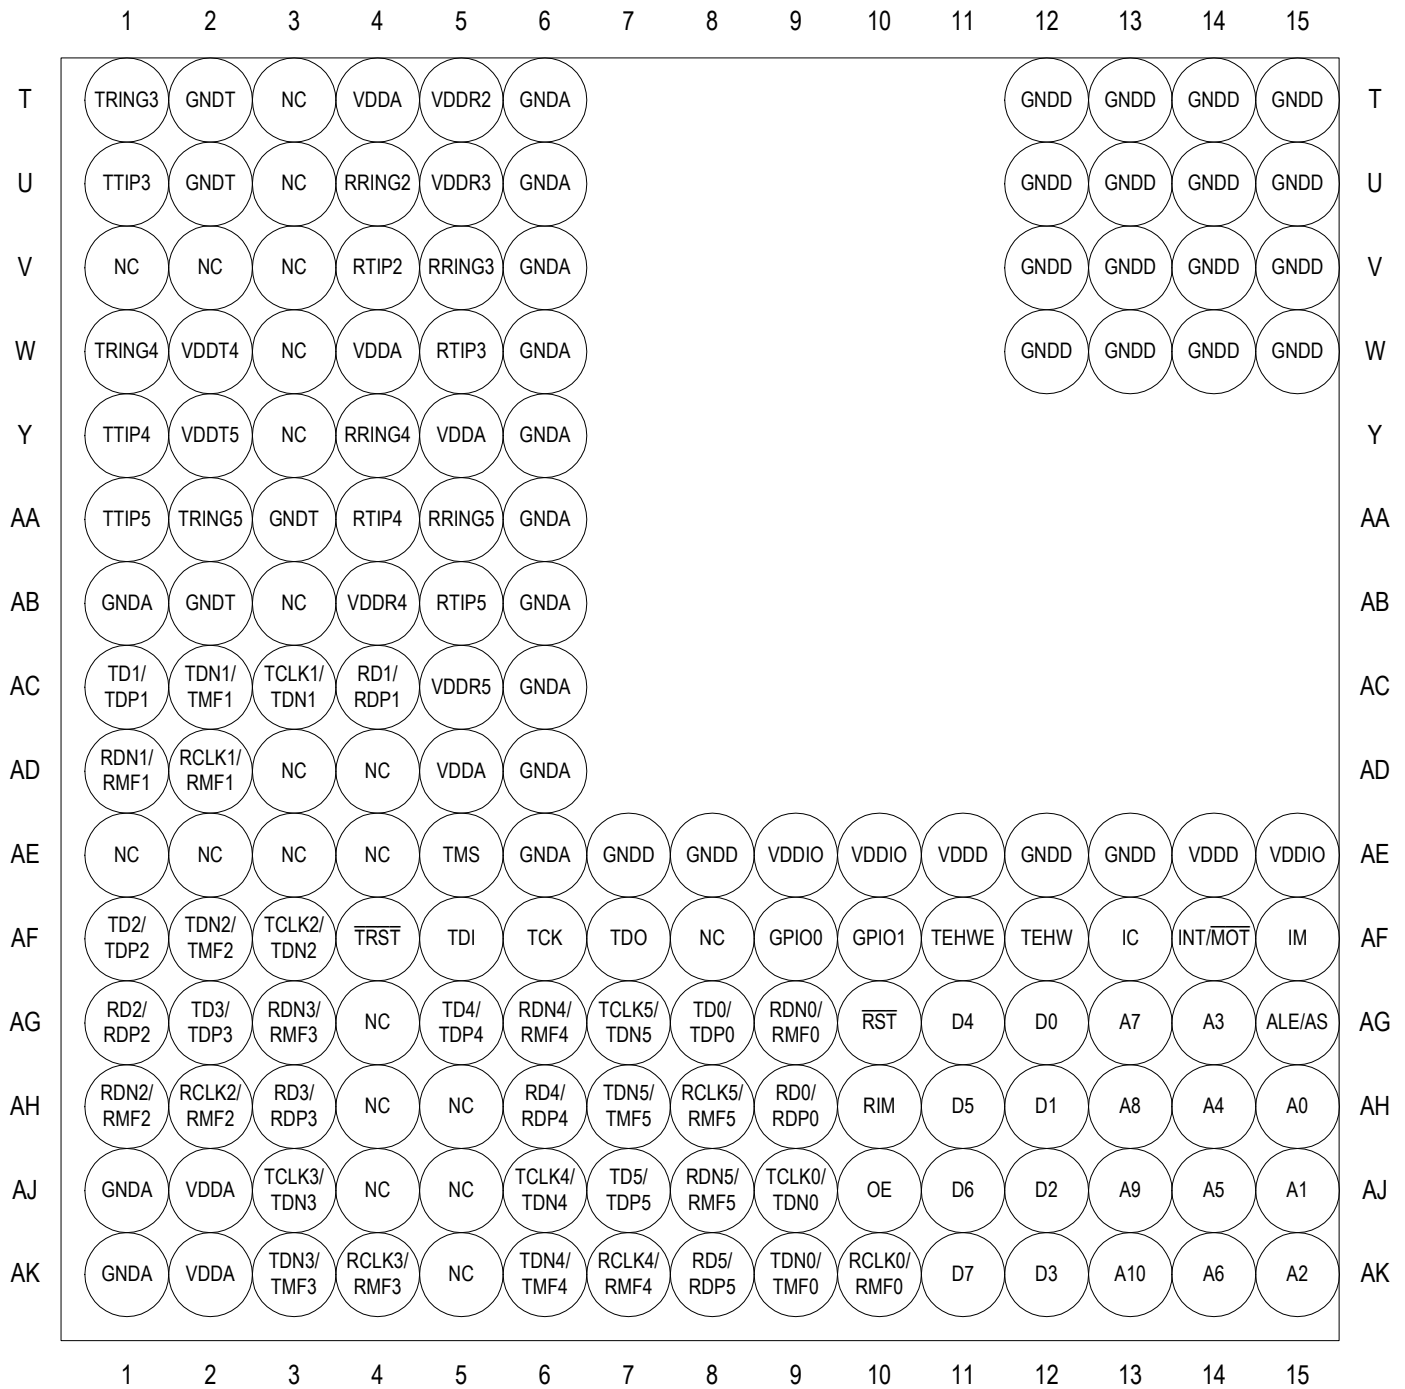 1 2 3 4 5 6 7 8 9 10 11 12 13 14 15
T TRING3 GNDT NC VDDA VDDR2 GNDA GNDD GNDD GNDD GNDD T
U TTIP3 GNDT NC RRING2 VDDR3 GNDA GNDD GNDD GNDD GNDD U
V NC NC NC RTIP2 RRING3 GNDA GNDD GNDD GNDD GNDD V
W TRING4 VDDT4 NC VDDA RTIP3 GNDA GNDD GNDD GNDD GNDD W
Y TTIP4 VDDT5 NC RRING4 VDDA GNDA Y
AA TTIP5 TRING5 GNDT RTIP4 RRING5 GNDA AA
AB GNDA GNDT NC VDDR4 RTIP5 GNDA AB
AC TD1/ TDP1 TDN1/ TMF1 TCLK1/ TDN1 RD1/ RDP1 VDDR5 GNDA AC
AD RDN1/ RMF1 RCLK1/ RMF1 NC NC VDDA GNDA AD
AE NC NC NC NC TMS GNDA GNDD GNDD VDDIO VDDIO VDDD GNDD GNDD VDDD VDDIO AE
AF TD2/ TDP2 TDN2/ TMF2 TCLK2/ TDN2 TRST TDI TCK TDO NC GPIO0 GPIO1 TEHWE TEHW IC INT/MOT IM AF
AG RD2/ RDP2 TD3/ TDP3 RDN3/ RMF3 NC TD4/ TDP4 RDN4/ RMF4 TCLK5/ TDN5 TD0/ TDP0 RDN0/ RMF0 RST D4 D0 A7 A3 ALE/AS AG
AH RDN2/ RMF2 RCLK2/ RMF2 RD3/ RDP3 NC NC RD4/ RDP4 TDN5/ TMF5 RCLK5/ RMF5 RD0/ RDP0 RIM D5 D1 A8 A4 A0 AH
AJ GNDA VDDA TCLK3/ TDN3 NC NC TCLK4/ TDN4 TD5/ TDP5 RDN5/ RMF5 TCLK0/ TDN0 OE D6 D2 A9 A5 A1 AJ
AK GNDA VDDA TDN3/ TMF3 RCLK3/ RMF3 NC TDN4/ TMF4 RCLK4/ RMF4 RD5/ RDP5 TDN0/ TMF0 RCLK0/ RMF0 D7 D3 A10 A6 A2 AK
1 2 3 4 5 6 7 8 9 10 11 12 13 14 15